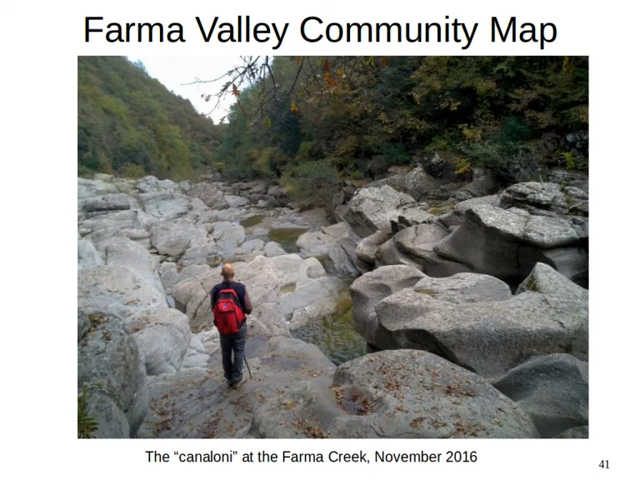 Farma Valley Community Map
The “canaloni” at the Farma Creek, November 2016
41